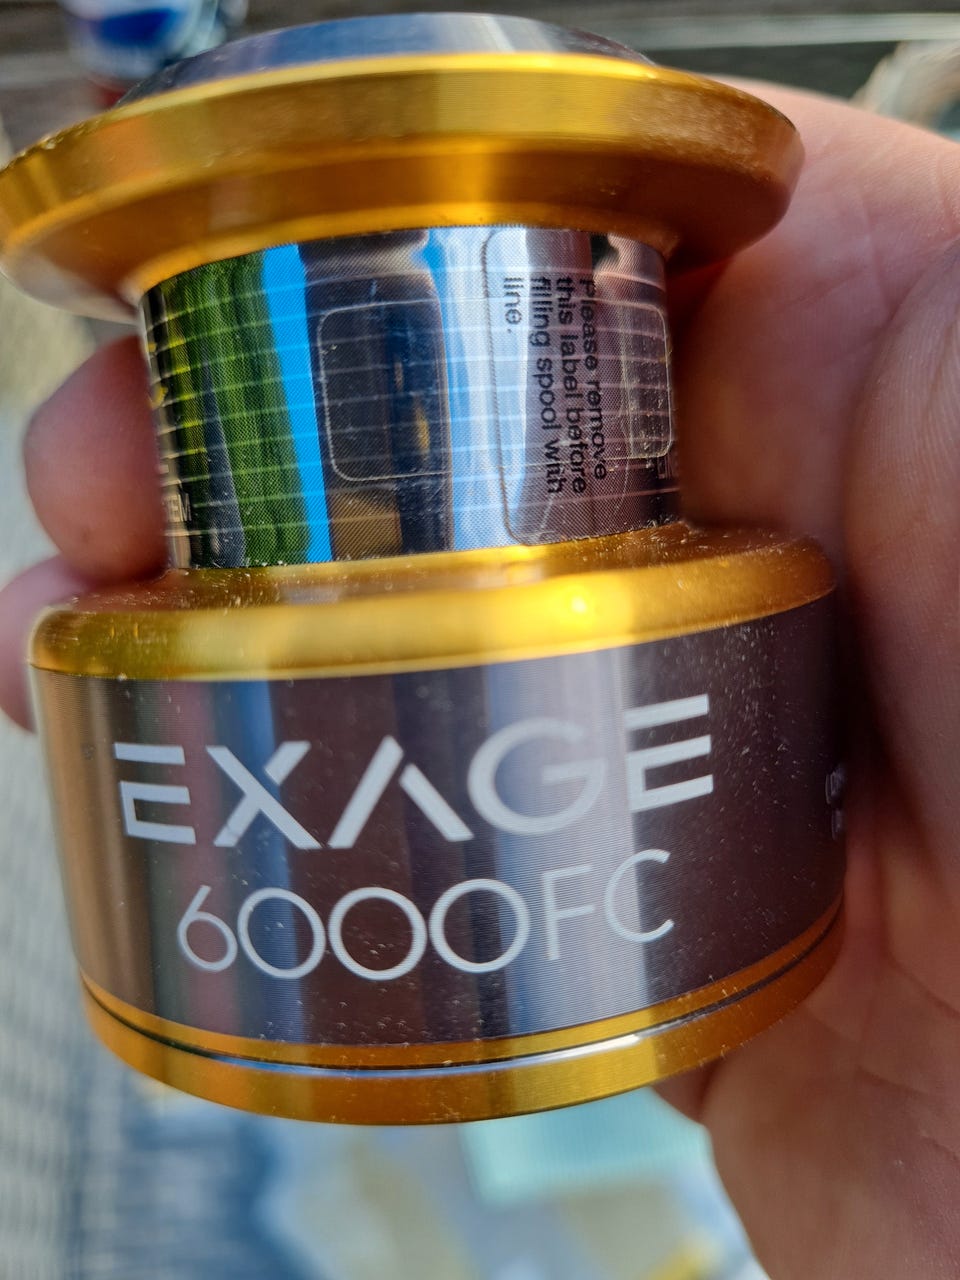 please remove
this label before
filling spool with
line.
EXAGE
6000FC